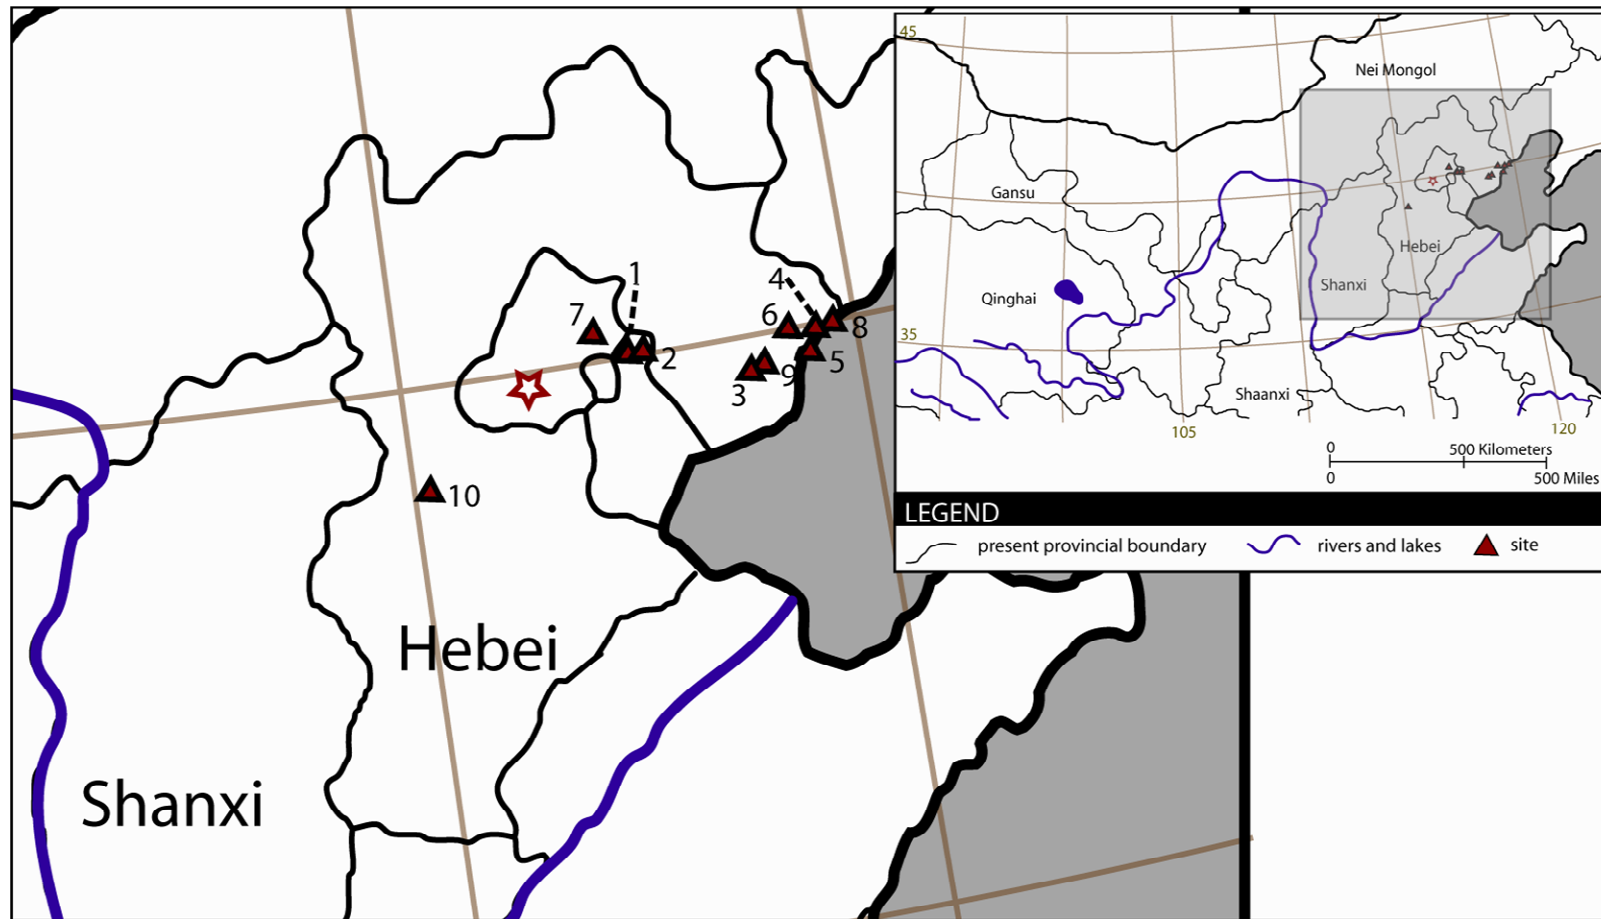 45
Nei Mongol
Gansu
Hebei
Qinghai
Shanxi
35
Shaanxi
105
120
0 500 Kilometers
0 500 Miles
LEGEND
present provincial boundary
rivers and lakes
site
1
4
7
6
8
2
5
9
3
10
Hebei
Shanxi